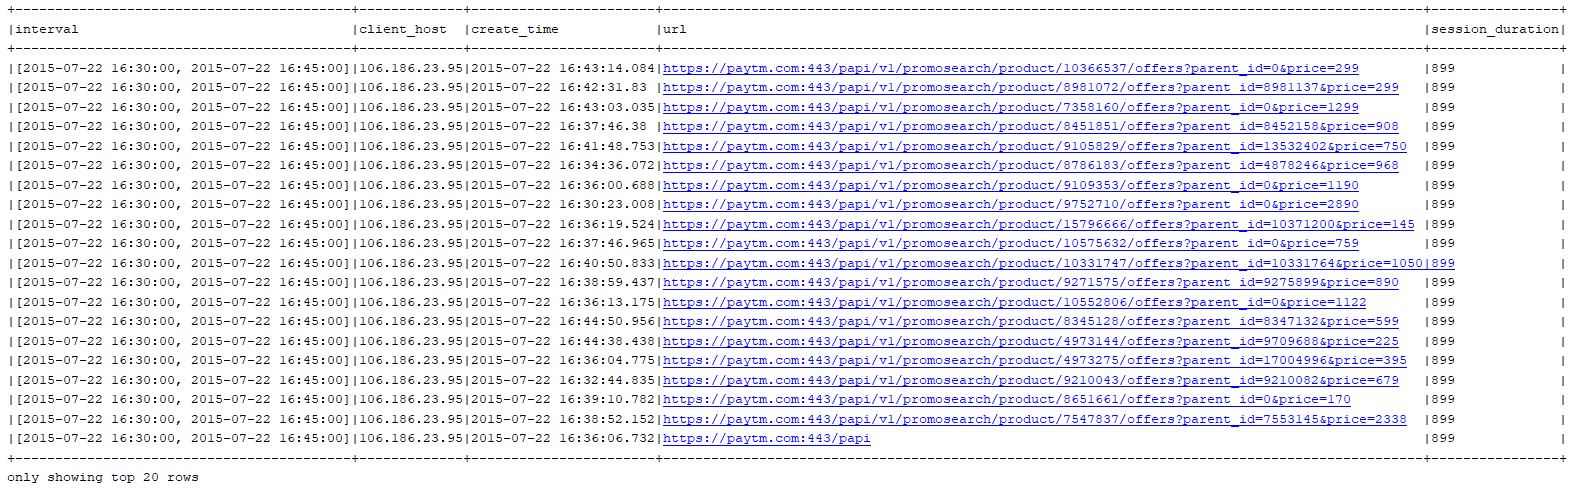 +-------------------------------------------+-------------+-----------------------+------------------------------------------------------------------------------------------------+----------------+
|interval                                   |client_host  |create_time            |url                                                                                             |session_duration|
+-------------------------------------------+-------------+-----------------------+------------------------------------------------------------------------------------------------+----------------+
|[2015-07-22 16:30:00, 2015-07-22 16:45:00]|106.186.23.95|2015-07-22 16:43:14.084|https://paytm.com:443/papi/v1/promosearch/product/10366537/offers?parent_id=0&price=299         |899             |
|[2015-07-22 16:30:00, 2015-07-22 16:45:00]|106.186.23.95|2015-07-22 16:42:31.83 |https://paytm.com:443/papi/v1/promosearch/product/8981072/offers?parent_id=8981137&price=299    |899             |
|[2015-07-22 16:30:00, 2015-07-22 16:45:00]|106.186.23.95|2015-07-22 16:43:03.035|https://paytm.com:443/papi/v1/promosearch/product/7358160/offers?parent_id=0&price=1299         |899             |
|[2015-07-22 16:30:00, 2015-07-22 16:45:00]|106.186.23.95|2015-07-22 16:37:46.38 |https://paytm.com:443/papi/v1/promosearch/product/8451851/offers?parent_id=8452158&price=908    |899             |
|[2015-07-22 16:30:00, 2015-07-22 16:45:00]|106.186.23.95|2015-07-22 16:41:48.753|https://paytm.com:443/papi/v1/promosearch/product/9105829/offers?parent_id=13532402&price=750   |899             |
|[2015-07-22 16:30:00, 2015-07-22 16:45:00]|106.186.23.95|2015-07-22 16:34:36.072|https://paytm.com:443/papi/v1/promosearch/product/8786183/offers?parent_id=4878246&price=968    |899             |
|[2015-07-22 16:30:00, 2015-07-22 16:45:00]|106.186.23.95|2015-07-22 16:36:00.688|https://paytm.com:443/papi/v1/promosearch/product/9109353/offers?parent_id=0&price=1190         |899             |
|[2015-07-22 16:30:00, 2015-07-22 16:45:00]|106.186.23.95|2015-07-22 16:30:23.008|https://paytm.com:443/papi/v1/promosearch/product/9752710/offers?parent_id=0&price=2890         |899             |
|[2015-07-22 16:30:00, 2015-07-22 16:45:00]|106.186.23.95|2015-07-22 16:36:19.524|https://paytm.com:443/papi/v1/promosearch/product/15796666/offers?parent_id=10371200&price=145  |899             |
|[2015-07-22 16:30:00, 2015-07-22 16:45:00]|106.186.23.95|2015-07-22 16:37:46.965|https://paytm.com:443/papi/v1/promosearch/product/10575632/offers?parent_id=0&price=759         |899             |
|[2015-07-22 16:30:00, 2015-07-22 16:45:00]|106.186.23.95|2015-07-22 16:40:50.833|https://paytm.com:443/papi/v1/promosearch/product/10331747/offers?parent_id=10331764&price=1050|899             |
|[2015-07-22 16:30:00, 2015-07-22 16:45:00]|106.186.23.95|2015-07-22 16:38:59.437|https://paytm.com:443/papi/v1/promosearch/product/9271575/offers?parent_id=9275899&price=890    |899             |
|[2015-07-22 16:30:00, 2015-07-22 16:45:00]|106.186.23.95|2015-07-22 16:36:13.175|https://paytm.com:443/papi/v1/promosearch/product/10552806/offers?parent_id=0&price=1122        |899             |
|[2015-07-22 16:30:00, 2015-07-22 16:45:00]|106.186.23.95|2015-07-22 16:44:50.956|https://paytm.com:443/papi/v1/promosearch/product/8345128/offers?parent_id=8347132&price=599    |899             |
|[2015-07-22 16:30:00, 2015-07-22 16:45:00]|106.186.23.95|2015-07-22 16:44:38.438|https://paytm.com:443/papi/v1/promosearch/product/4973144/offers?parent_id=9709688&price=225    |899             |
|[2015-07-22 16:30:00, 2015-07-22 16:45:00]|106.186.23.95|2015-07-22 16:36:04.775|https://paytm.com:443/papi/v1/promosearch/product/4973275/offers?parent_id=17004996&price=395   |899             |
|[2015-07-22 16:30:00, 2015-07-22 16:45:00]|106.186.23.95|2015-07-22 16:32:44.835|https://paytm.com:443/papi/v1/promosearch/product/9210043/offers?parent_id=9210082&price=679    |899             |
|[2015-07-22 16:30:00, 2015-07-22 16:45:00]|106.186.23.95|2015-07-22 16:39:10.782|https://paytm.com:443/papi/v1/promosearch/product/8651661/offers?parent_id=0&price=170          |899             |
|[2015-07-22 16:30:00, 2015-07-22 16:45:00]|106.186.23.95|2015-07-22 16:38:52.152|https://paytm.com:443/papi/v1/promosearch/product/7547837/offers?parent_id=7553145&price=2338   |899             |
|[2015-07-22 16:30:00, 2015-07-22 16:45:00]|106.186.23.95|2015-07-22 16:36:06.732|https://paytm.com:443/papi                                                                      |899             |
+-------------------------------------------+-------------+-----------------------+------------------------------------------------------------------------------------------------+----------------+
only showing top 20 rows